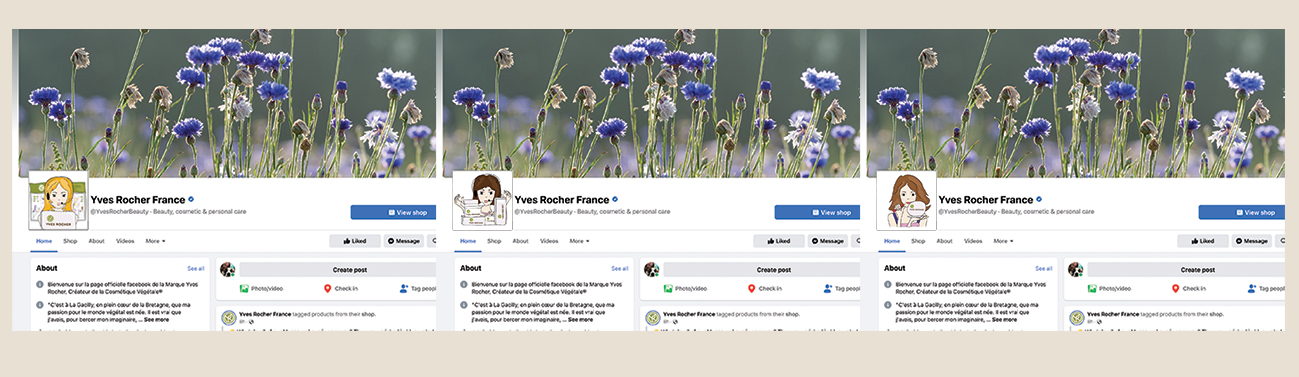 YVES ROCHER
Yves Rocher France
@YvesRocherBeauty · Beauty, cosmetic & personal care
View shop
Home Shop About Videos More
Liked Message
About See all
Bienvenue sur la page officielle facebook de la Marque Yves
Rocher, Créateur de la Cosmétique Végétale®
"C'est à La Gacilly, en plein cœur de la Bretagne, que ma
passion pour le monde végétal est née. Il est vrai que
j'avais, pour bercer mon imaginaire, ... See more
Create post
Photo/video Check in Tag people
Yves Rocher France tagged products from their shop.
Yves Rocher France
@YvesRocherBeauty · Beauty, cosmetic & personal care
View shop
Home Shop About Videos More
Liked Message
About See all
Bienvenue sur la page officielle facebook de la Marque Yves
Rocher, Créateur de la Cosmétique Végétale®
"C'est à La Gacilly, en plein cœur de la Bretagne, que ma
passion pour le monde végétal est née. Il est vrai que
j'avais, pour bercer mon imaginaire, ... See more
Create post
Photo/video Check in Tag people
Yves Rocher France tagged products from their shop.
Yves Rocher France
@YvesRocherBeauty · Beauty, cosmetic & personal care
View shop
Home Shop About Videos More
Liked Message
About See all
Bienvenue sur la page officielle facebook de la Marque Yves
Rocher, Créateur de la Cosmétique Végétale®
"C'est à La Gacilly, en plein cœur de la Bretagne, que ma
passion pour le monde végétal est née. Il est vrai que
j'avais, pour bercer mon imaginaire, ... See more
Create post
Photo/video Check in Tag
Yves Rocher France tagged products from their shop.